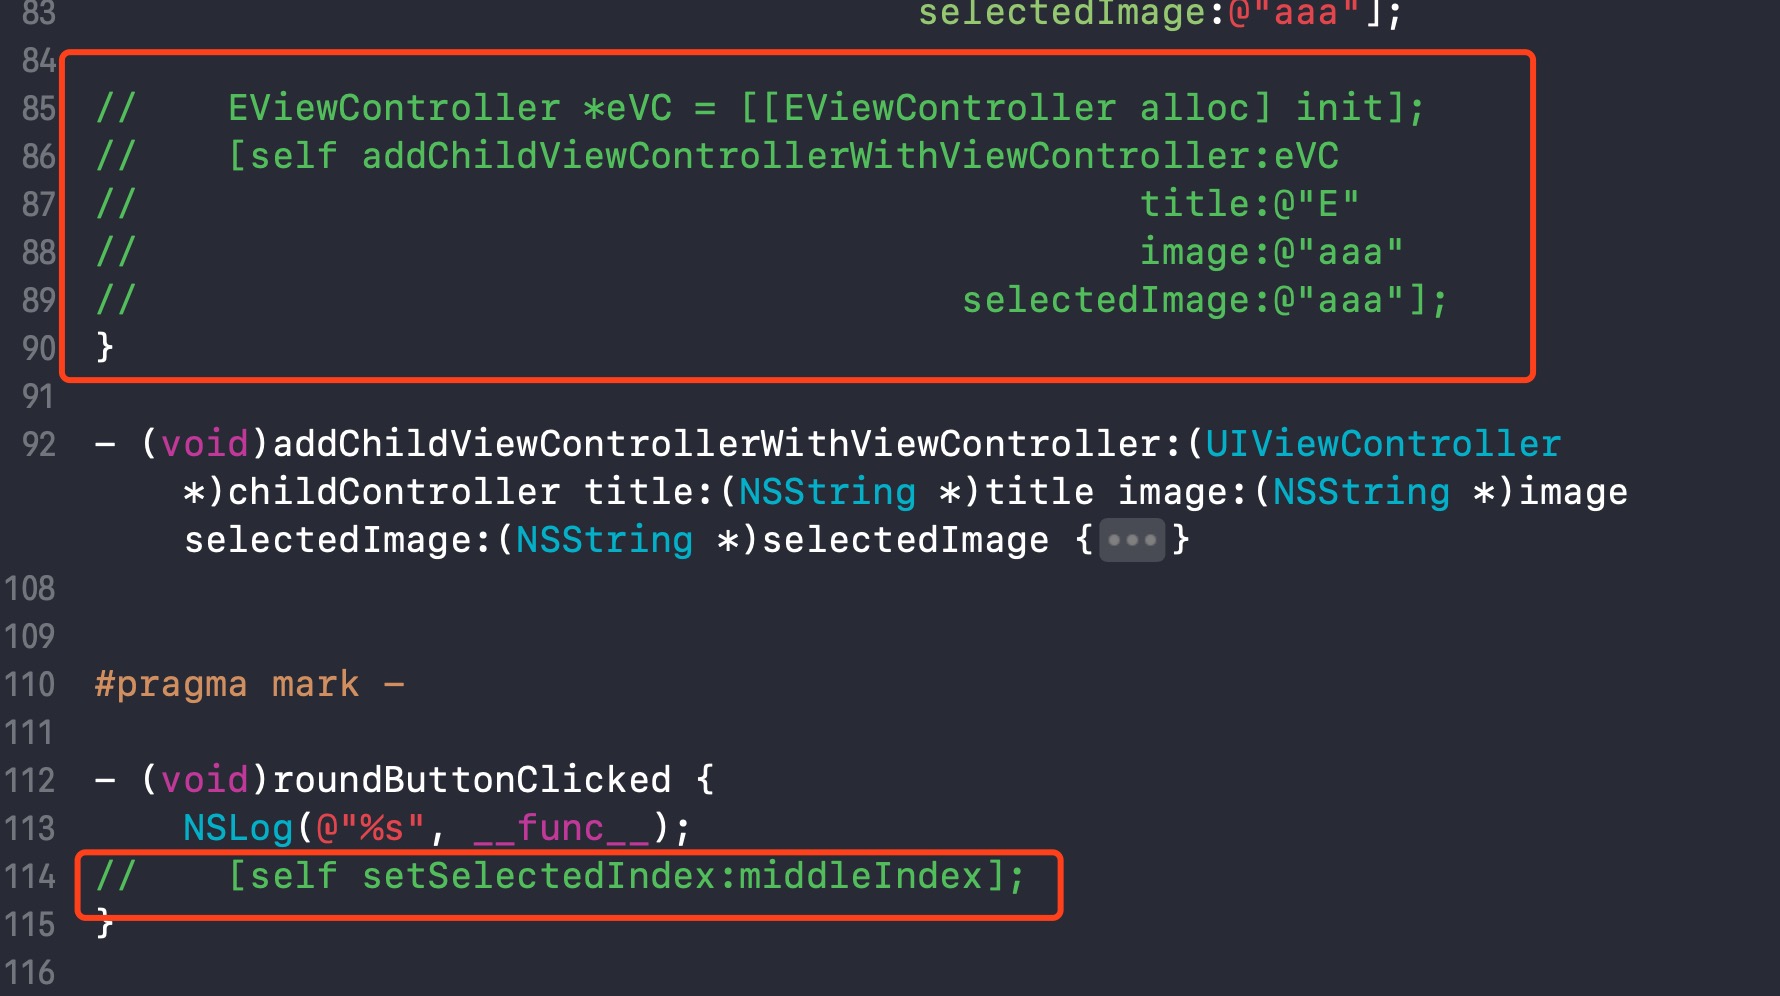 83 selectedImage:@"aaa"];
84
85 //    EViewController *eVC = [[EViewController alloc] init];
86 //    [self addChildViewControllerWithViewController:eVC
87 //                                             title:@"E"
88 //                                             image:@"aaa"
89 //                                     selectedImage:@"aaa"];
90 }
91
92 - (void)addChildViewControllerWithViewController:(UIViewController
*)childController title:(NSString *)title image:(NSString *)image
selectedImage:(NSString *)selectedImage {•••}
108
109
110 #pragma mark -
111
112 - (void)roundButtonClicked {
113     NSLog(@"%s", __func__);
114 //    [self setSelectedIndex:middleIndex];
115 }
116